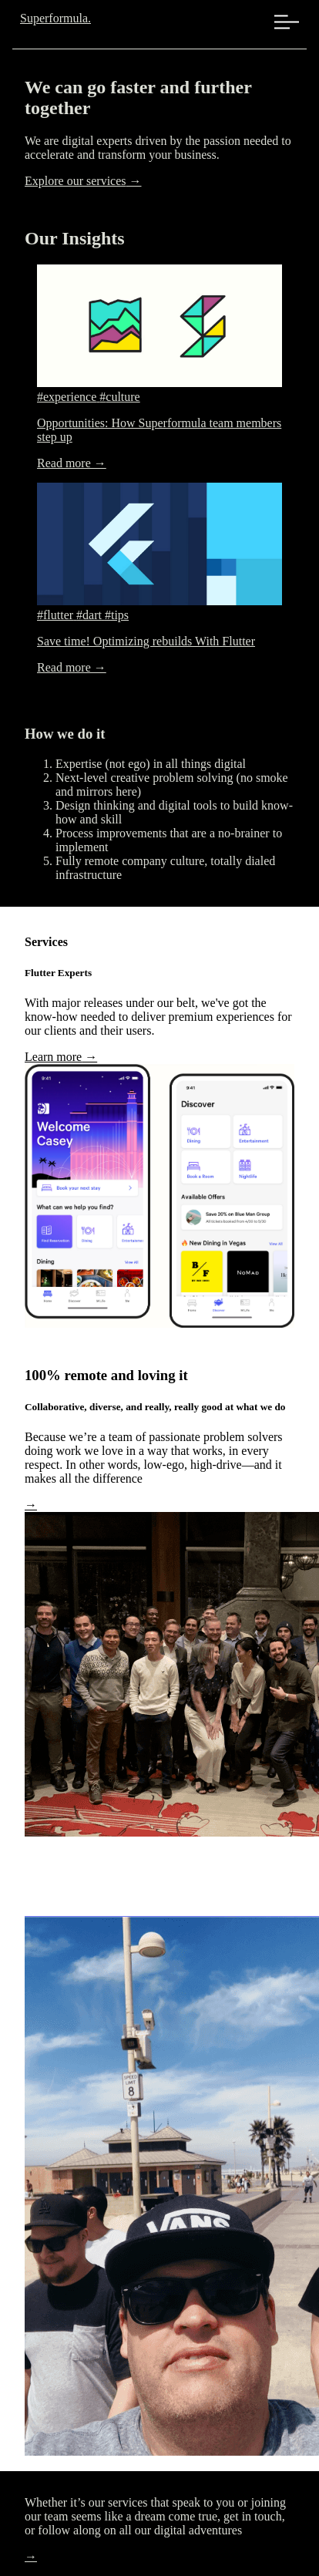 Superformula.
We can go faster and further
together
We are digital experts driven by the passion needed to
accelerate and transform your business.
Explore our services →
Our Insights
#experience #culture
Opportunities: How Superformula team members
step up
Read more →
#flutter #dart #tips
Save time! Optimizing rebuilds With Flutter
Read more →
How we do it
1. Expertise (not ego) in all things digital
2. Next-level creative problem solving (no smoke
and mirrors here)
3. Design thinking and digital tools to build know-
how and skill
4. Process improvements that are a no-brainer to
implement
5. Fully remote company culture, totally dialed
infrastructure
Services
Flutter Experts
With major releases under our belt, we've got the
know-how needed to deliver premium experiences for
our clients and their users.
Learn more →
9:41
Welcome
Casey
Book your next stay
What can we help you find?
Find Reservation
Dining
Entertainment
Dining
View All
9:41
Discover
Dining
Entertainment
Book a Room
Nightlife
Available Offers
Save 20% on Blue Man Group
New Dining in Vegas
View All
B/F
NoMad
100% remote and loving it
Collaborative, diverse, and really, really good at what we do
Because we’re a team of passionate problem solvers
doing work we love in a way that works, in every
respect. In other words, low-ego, high-drive—and it
makes all the difference
→
SPEED
LIMIT
8
VANS
Whether it’s our services that speak to you or joining
our team seems like a dream come true, get in touch,
or follow along on all our digital adventures
→